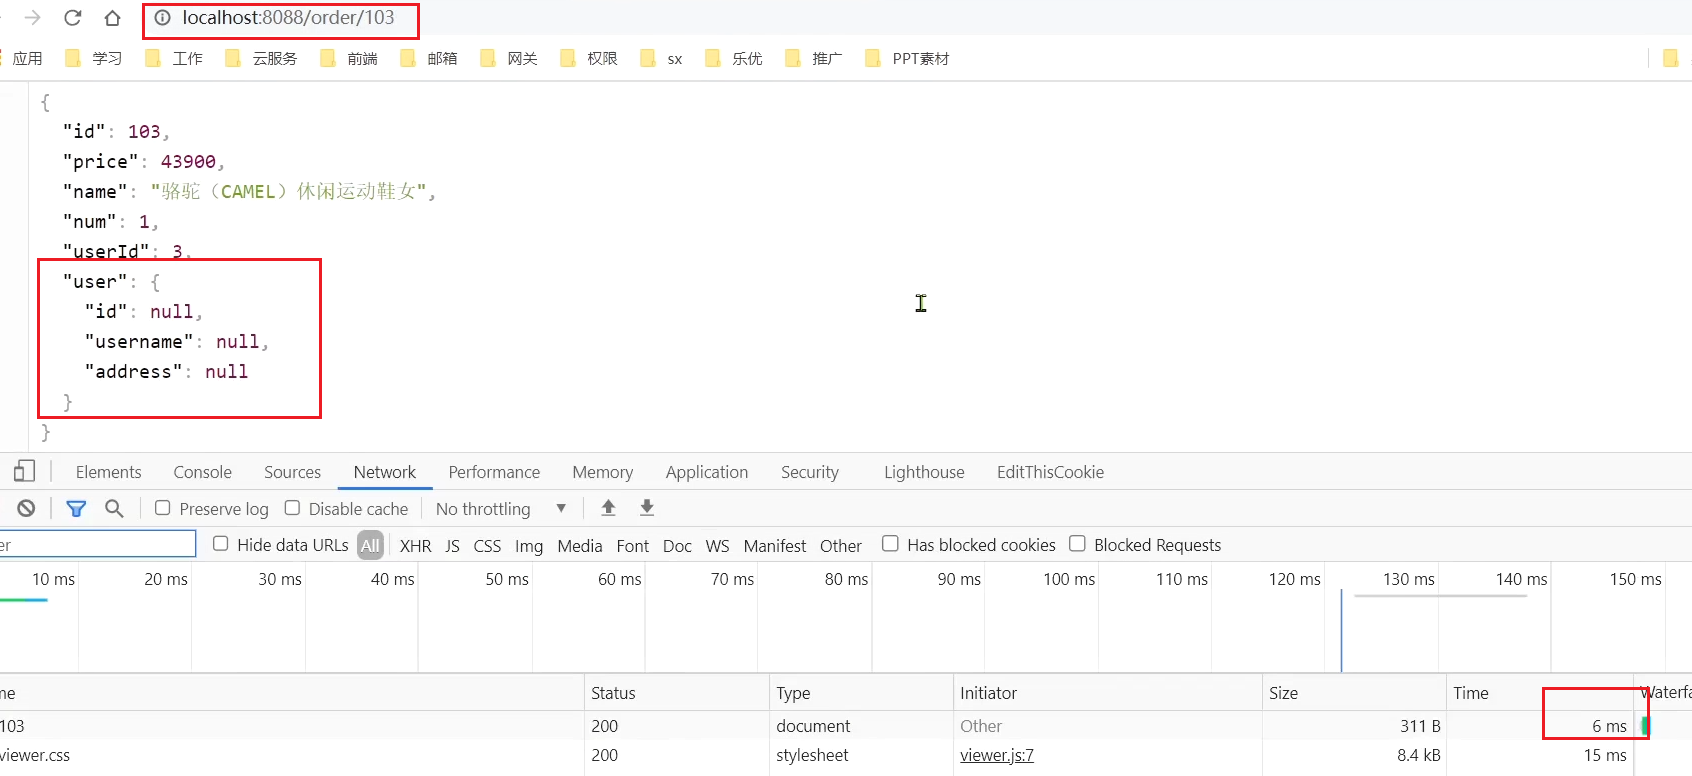 localhost:8088/order/103
应用 学习 工作 云服务 前端 邮箱 网关 权限 sx 乐优 推广 PPT素材
{
"id": 103,
"price": 43900,
"name": "骆驼（CAMEL）休闲运动鞋女",
"num": 1,
"userId": 3,
"user": {
"id": null,
"username": null,
"address": null
}
}
Elements Console Sources Network Performance Memory Application Security Lighthouse EditThisCookie
Preserve log Disable cache No throttling
er Hide data URLs All XHR JS CSS Img Media Font Doc WS Manifest Other Has blocked cookies Blocked Requests
10 ms 20 ms 30 ms 40 ms 50 ms 60 ms 70 ms 80 ms 90 ms 100 ms 110 ms 120 ms 130 ms 140 ms 150 ms
me Status Type Initiator Size Time Waterfa
103 200 document Other 311 B 6 ms
viewer.css 200 stylesheet viewer.js:7 8.4 kB 15 ms